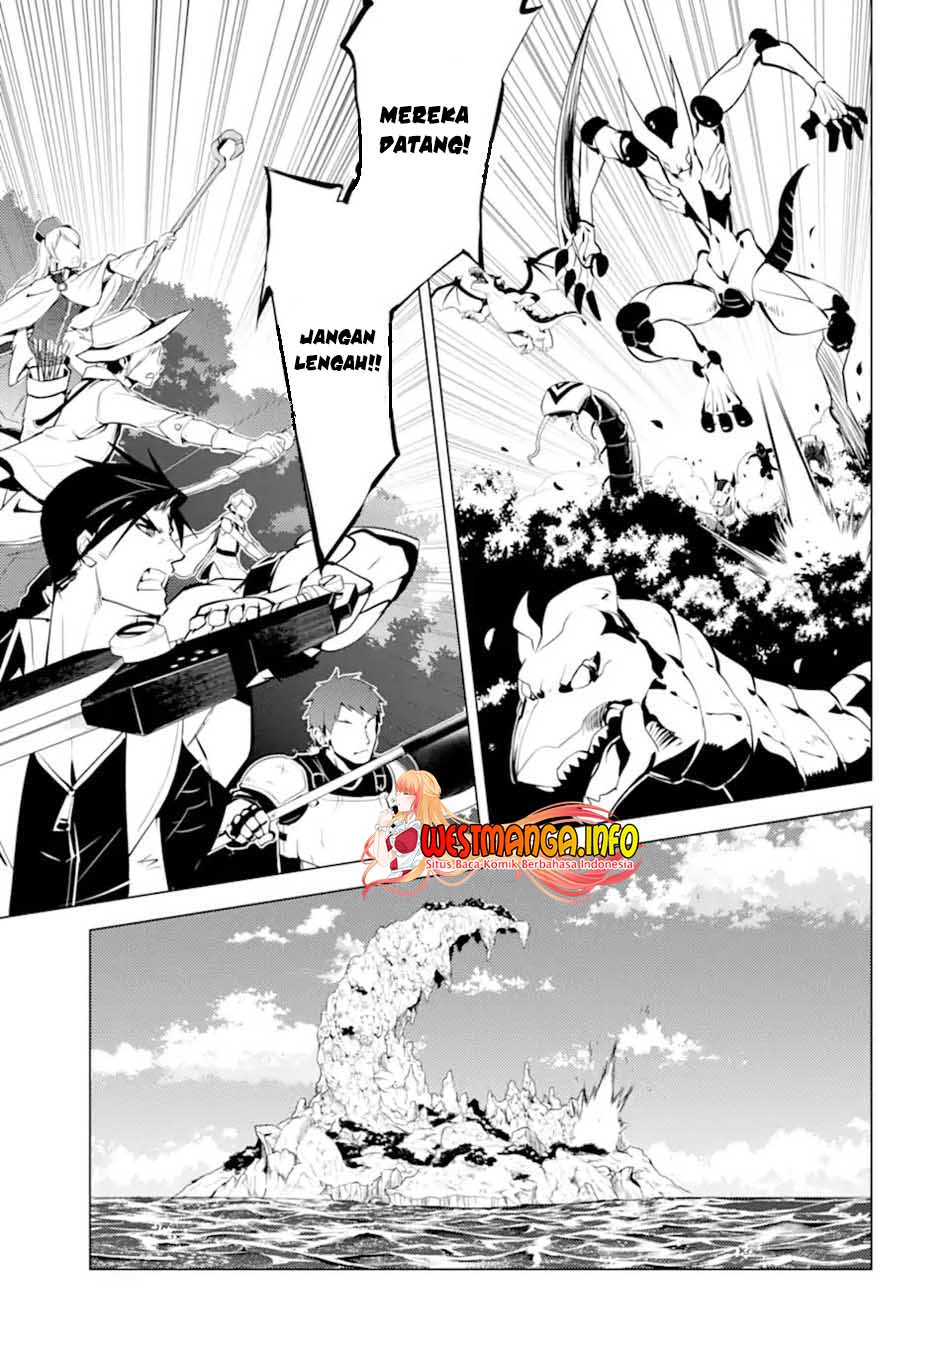 MEREKA
DATANG!
JANGAN
LENGAH!!
WESTMANGA.INFO
Situs Baca Komik Berbahasa Indonesia